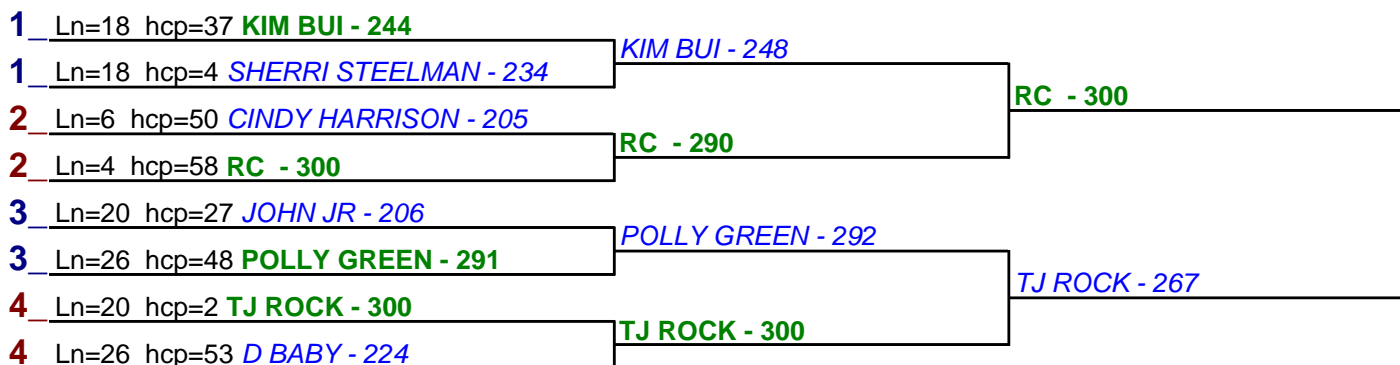 1_ Ln=18 hcp=37 KIM BUI - 244
KIM BUI - 248
1_ Ln=18 hcp=4 SHERRI STEELMAN - 234
RC - 300
2_ Ln=6 hcp=50 CINDY HARRISON - 205
RC - 290
2_ Ln=4 hcp=58 RC - 300
3_ Ln=20 hcp=27 JOHN JR - 206
POLLY GREEN - 292
3_ Ln=26 hcp=48 POLLY GREEN - 291
TJ ROCK - 267
4_ Ln=20 hcp=2 TJ ROCK - 300
TJ ROCK - 300
4 Ln=26 hcp=53 D BABY - 224